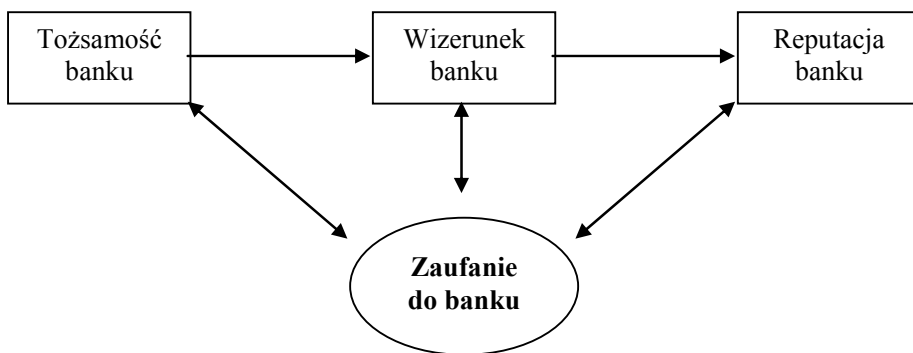 Tożsamość
banku
Wizerunek
banku
Reputacja
banku
Zaufanie
do banku